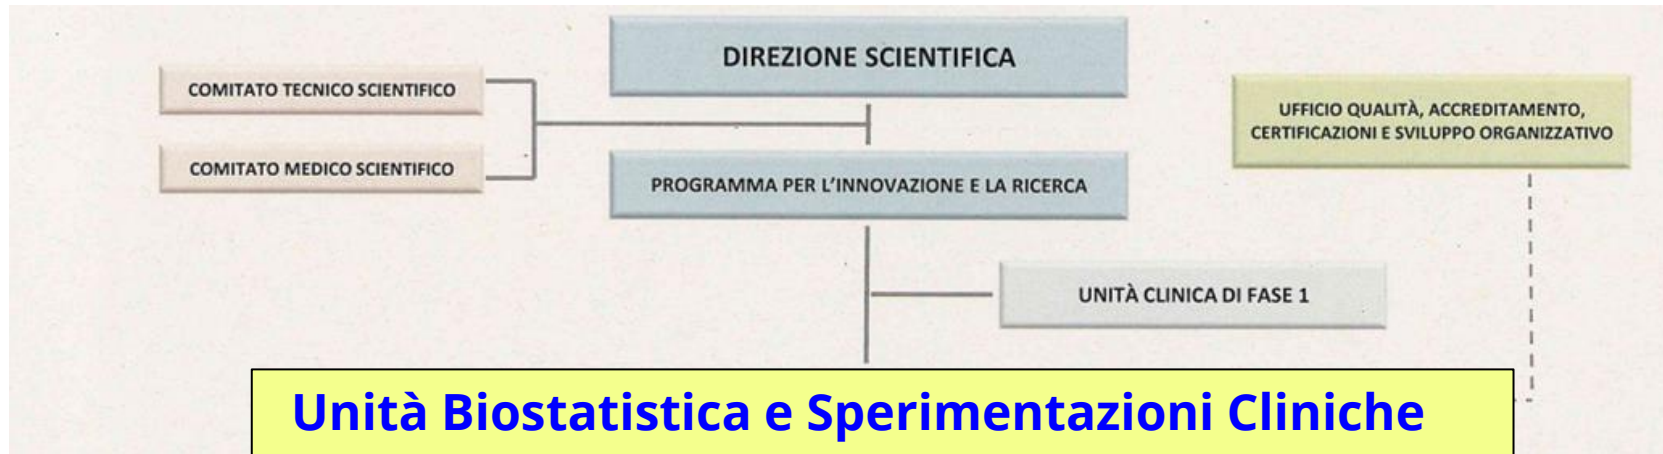 DIREZIONE SCIENTIFICA
COMITATO TECNICO SCIENTIFICO
UFFICIO QUALITÀ, ACCREDITAMENTO,
CERTIFICAZIONI E SVILUPPO ORGANIZZATIVO
COMITATO MEDICO SCIENTIFICO
PROGRAMMA PER L'INNOVAZIONE E LA RICERCA
UNITÀ CLINICA DI FASE 1
Unità Biostatistica e Sperimentazioni Cliniche